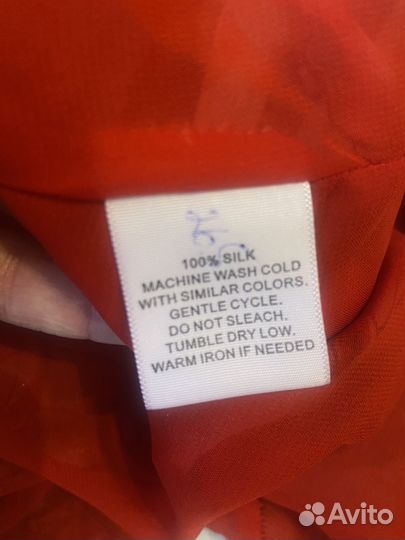 100% SILK
MACHINE WASH COLD
WITH SIMILAR COLORS.
GENTLE CYCLE.
DO NOT SLEACH.
TUMBLE DRY LOW.
WARM IRON IF NEEDED
Avito